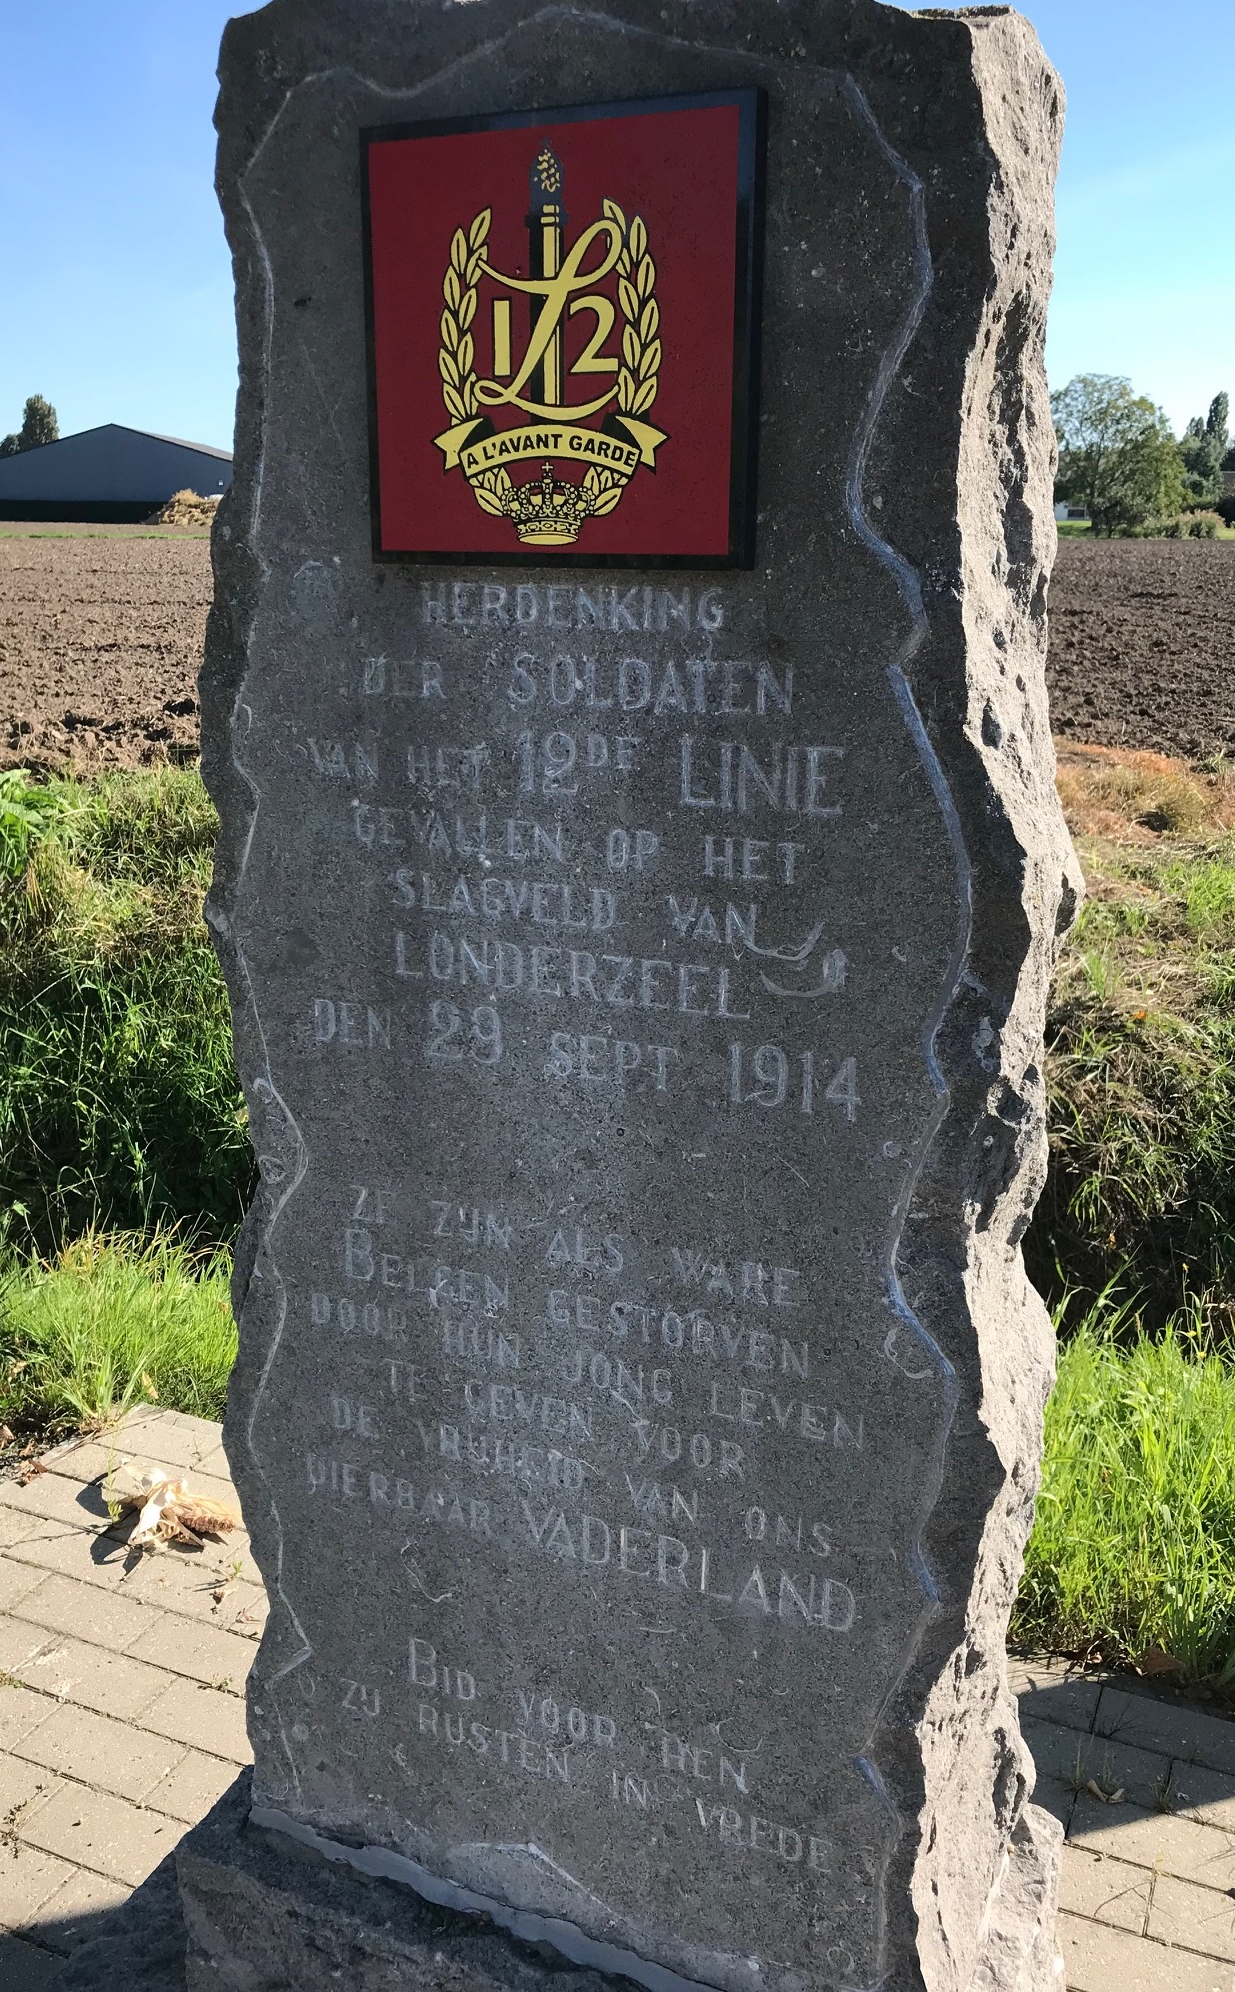 12
L
A L'AVANT GARDE
HERDENKING
DER SOLDATEN
VAN HET 12DE LINIE
GEVALLEN OP HET
SLAGVELD VAN
LONDERZEEL
DEN 29 SEPT 1914
ZE ZIJN ALS WARE
BELGEN GESTORVEN
DOOR HUN JONG LEVEN
TE GEVEN VOOR
DE VRIJHEID VAN ONS
DIERBAAR VADERLAND
BID VOOR HEN
ZIJ RUSTEN IN VREDE